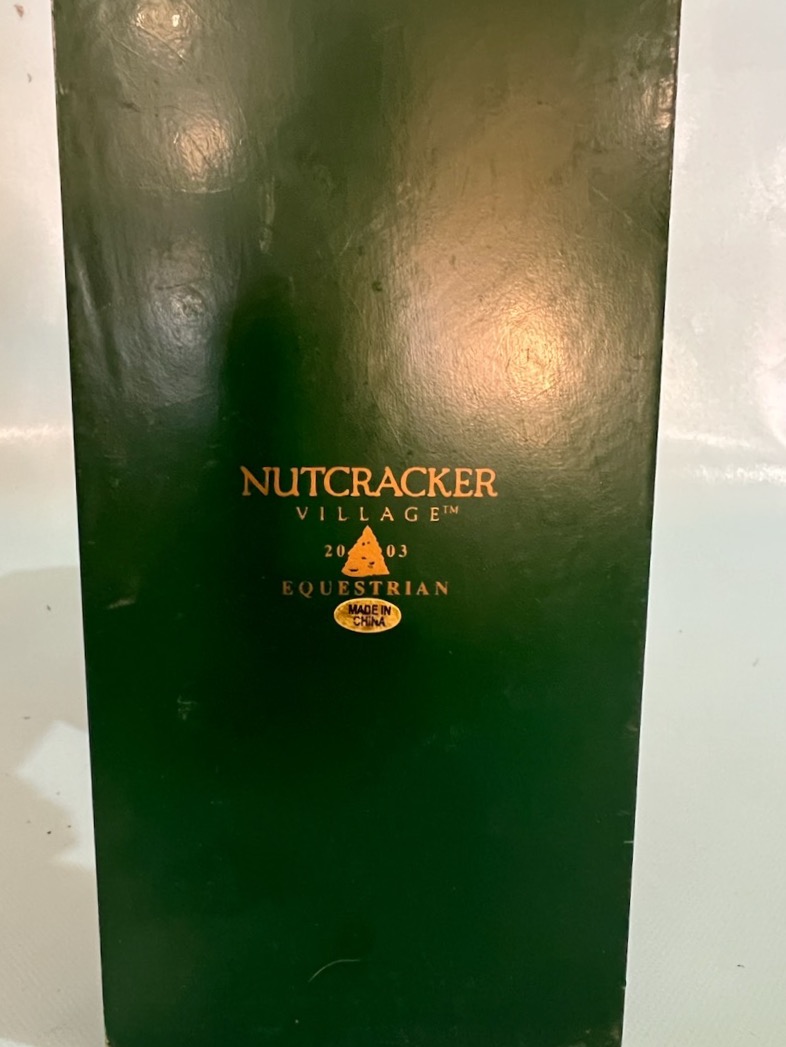 NUTCRACKER
VILLAGE™
20 03
EQUESTRIAN
MADE IN
CHINA